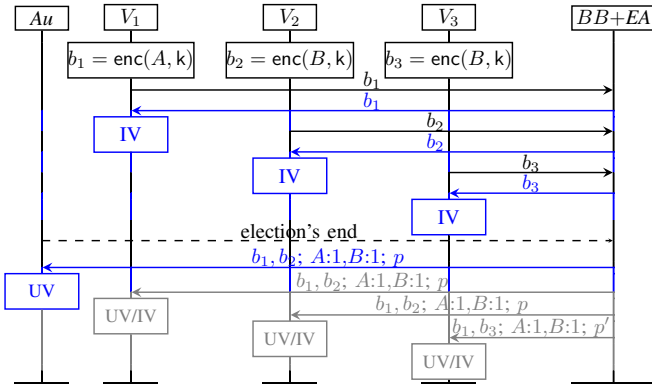 Au V₁ V₂ V₃ BB+EA
b₁ = enc(A, k) b₂ = enc(B, k) b₃ = enc(B, k)
b₁
b₁
IV
b₂
b₂
IV
b₃
b₃
IV
election's end
b₁, b₂; A:1,B:1; p
UV
b₁, b₂; A:1,B:1; p
UV/IV
b₁, b₂; A:1,B:1; p
UV/IV
b₁, b₃; A:1,B:1; p′
UV/IV